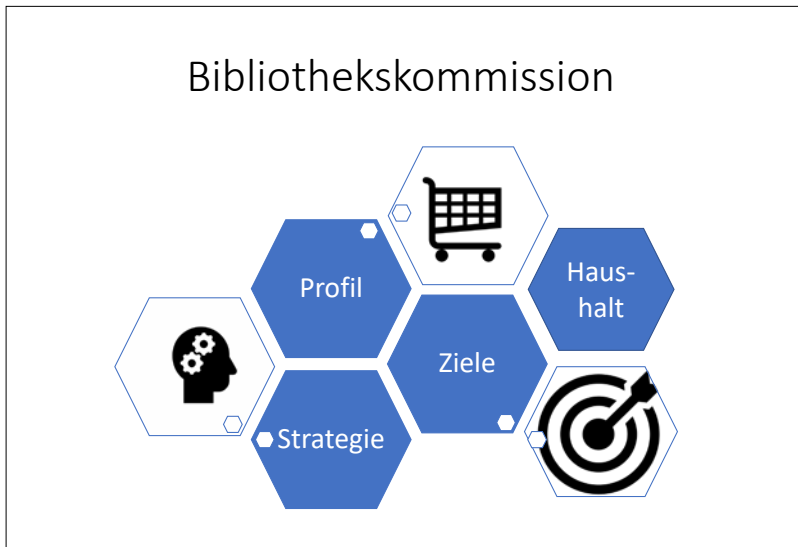 Bibliothekskommission
Profil
Haus-
halt
Ziele
Strategie